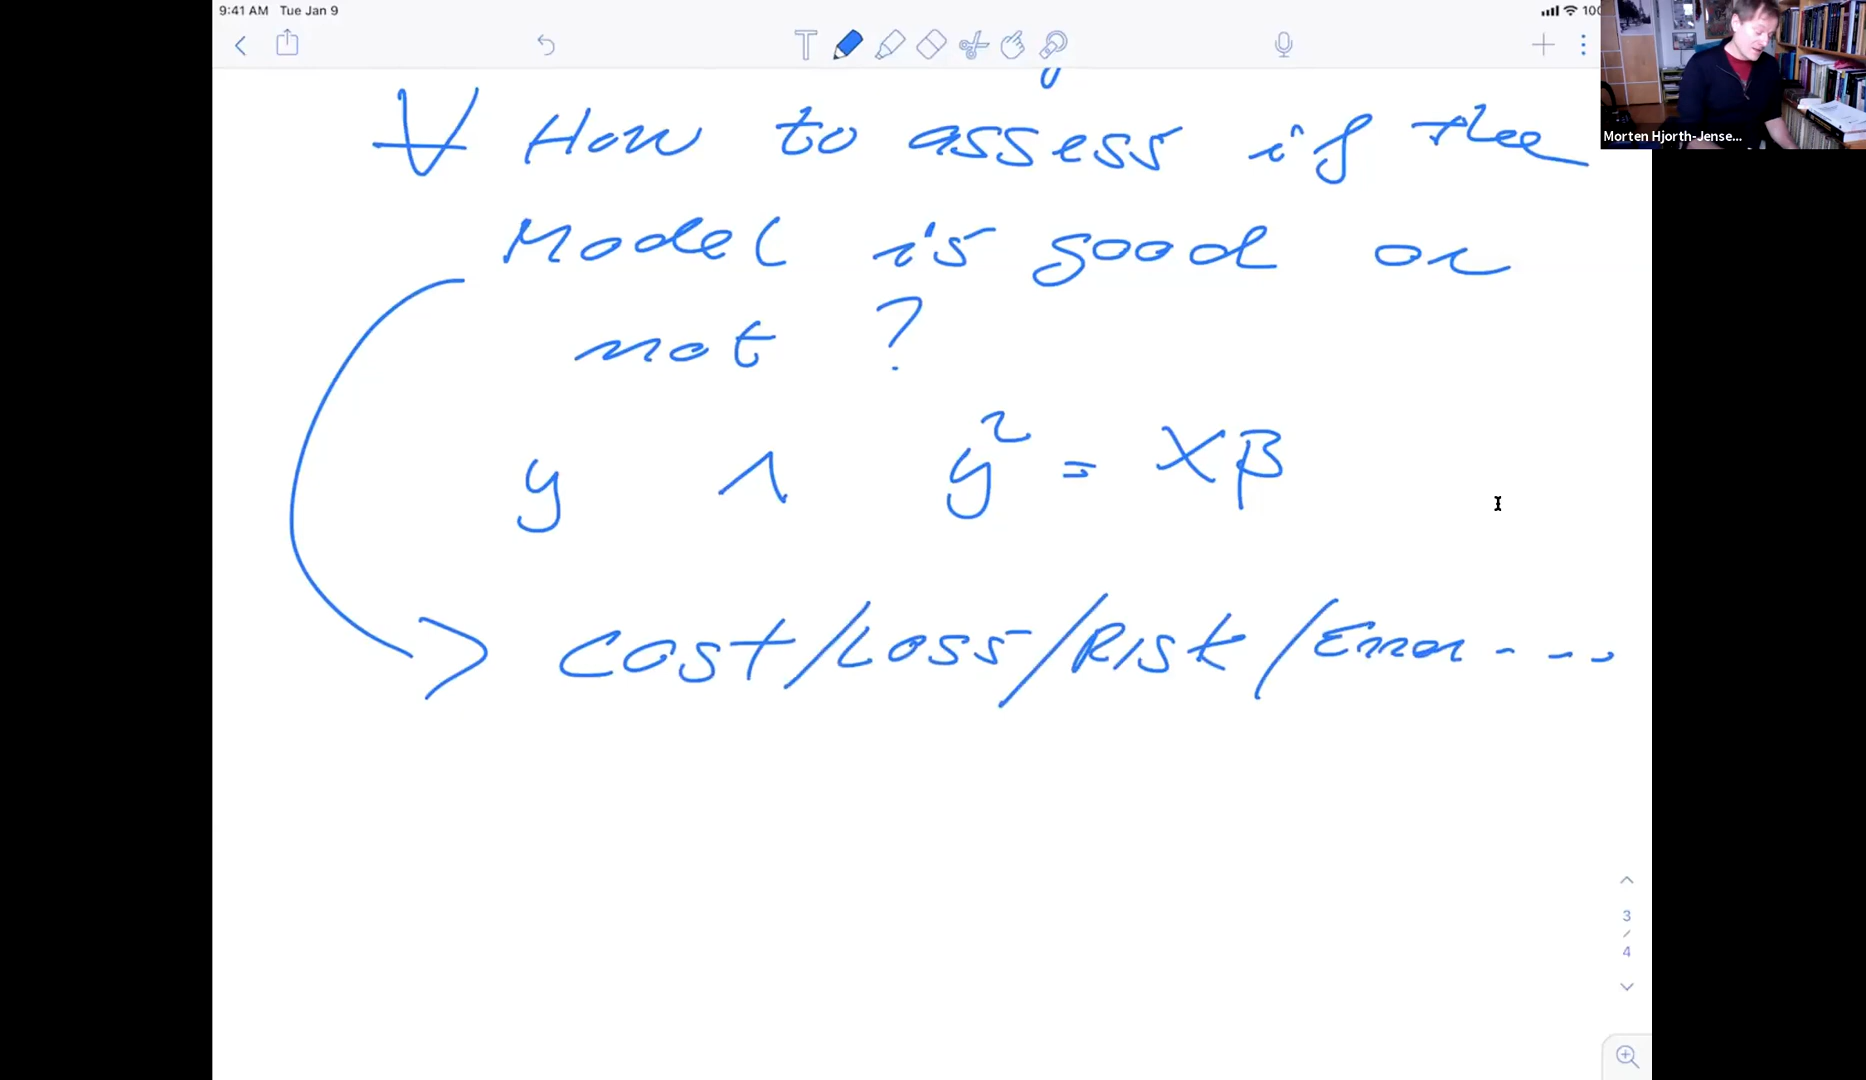 9:41 AM Tue Jan 9
100
Morten Hjorth-Jense...
T
∀ How to assess if the
Model is good or
not ?
y ∧ ỹ = Xβ
Cost/Loss/Risk/Error ----
3
/
4